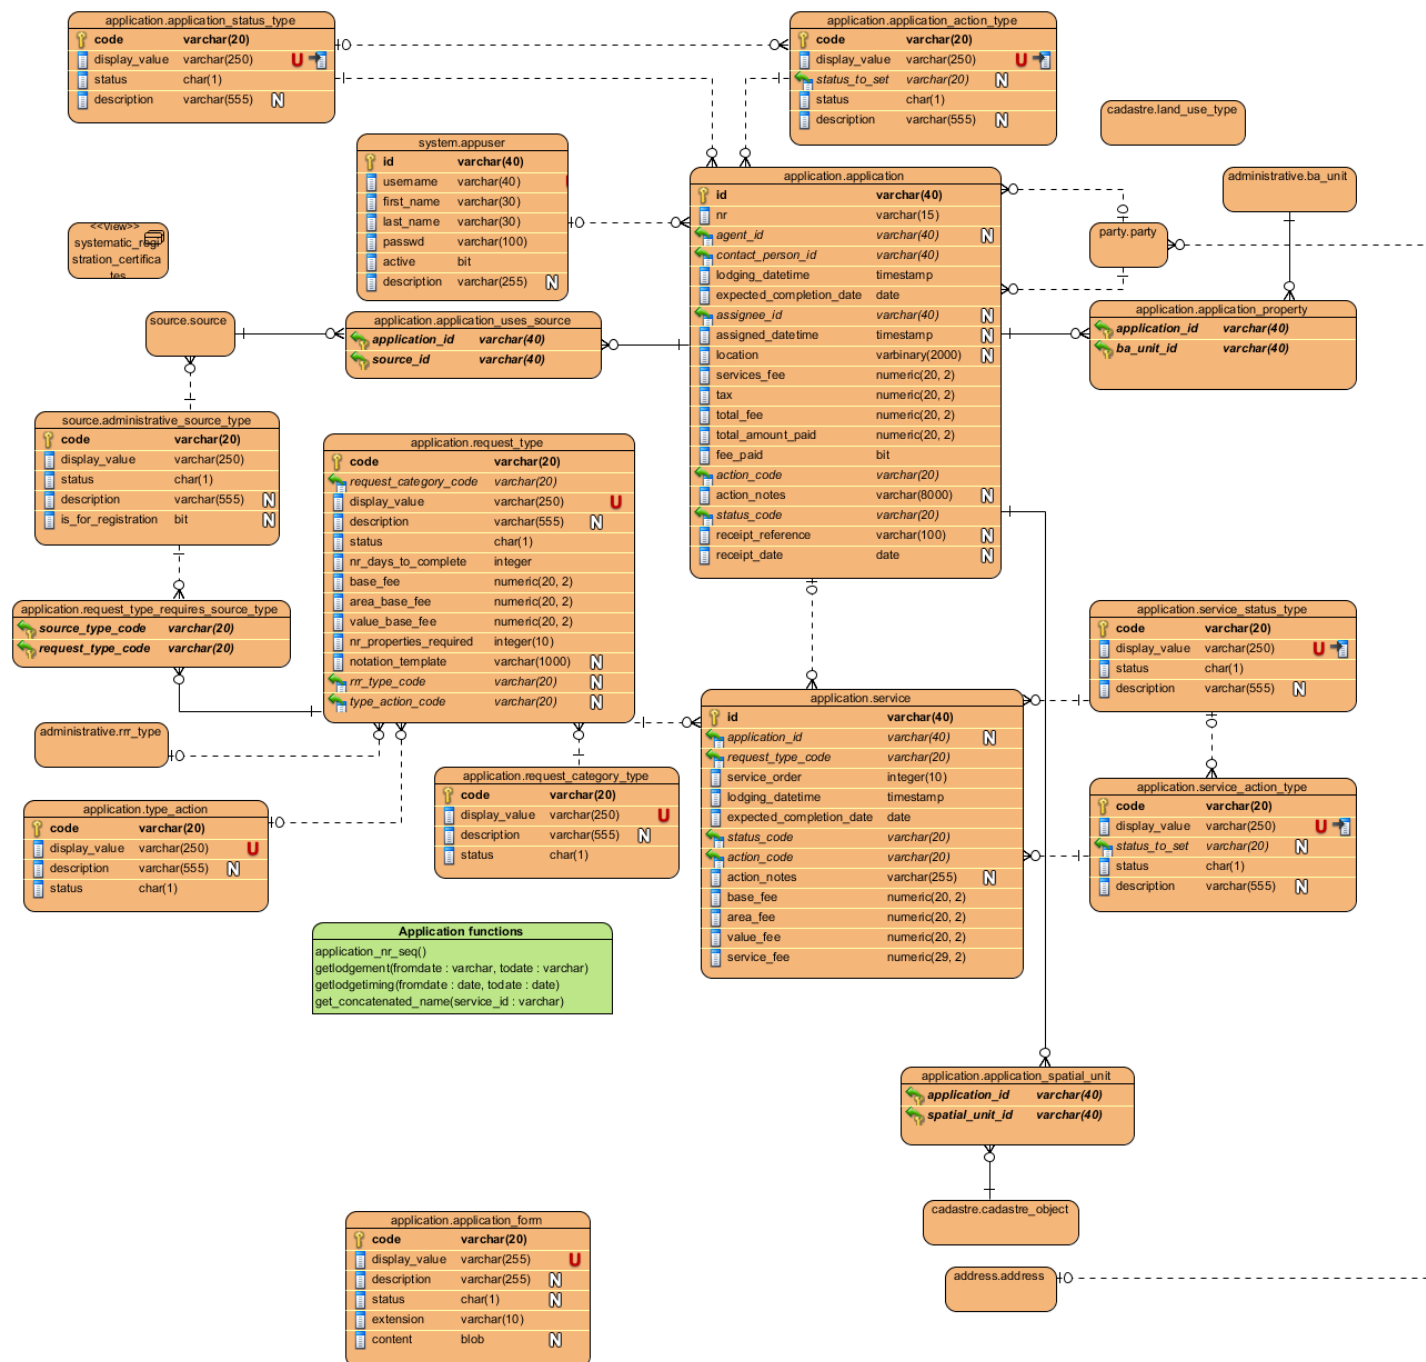 application.application_status_type
code varchar(20)
display_value varchar(250) U
status char(1)
description varchar(555) N
application.application_action_type
code varchar(20)
display_value varchar(250) U
status_to_set varchar(20) N
status char(1)
description varchar(555) N
cadastre.land_use_type
system.appuser
id varchar(40)
username varchar(40)
first_name varchar(30)
last_name varchar(30)
passwd varchar(100)
active bit
description varchar(255) N
application.application
id varchar(40)
nr varchar(15)
agent_id varchar(40) N
contact_person_id varchar(40)
lodging_datetime timestamp
expected_completion_date date
assignee_id varchar(40) N
assigned_datetime timestamp N
location varbinary(2000) N
services_fee numeric(20, 2)
tax numeric(20, 2)
total_fee numeric(20, 2)
total_amount_paid numeric(20, 2)
fee_paid bit
action_code varchar(20)
action_notes varchar(8000) N
status_code varchar(20)
receipt_reference varchar(100) N
receipt_date date N
administrative.ba_unit
party.party
<<View>>
systematic_regi
stration_certifica
tes
source.source
application.application_uses_source
application_id varchar(40)
source_id varchar(40)
application.application_property
application_id varchar(40)
ba_unit_id varchar(40)
source.administrative_source_type
code varchar(20)
display_value varchar(250)
status char(1)
description varchar(555) N
is_for_registration bit N
application.request_type
code varchar(20)
request_category_code varchar(20)
display_value varchar(250) U
description varchar(555) N
status char(1)
nr_days_to_complete integer
base_fee numeric(20, 2)
area_base_fee numeric(20, 2)
value_base_fee numeric(20, 2)
nr_properties_required integer(10)
notation_template varchar(1000) N
rrr_type_code varchar(20) N
type_action_code varchar(20) N
application.request_type_requires_source_type
source_type_code varchar(20)
request_type_code varchar(20)
application.service_status_type
code varchar(20)
display_value varchar(250) U
status char(1)
description varchar(555) N
administrative.rrr_type
application.service
id varchar(40)
application_id varchar(40) N
request_type_code varchar(20)
service_order integer(10)
lodging_datetime timestamp
expected_completion_date date
status_code varchar(20)
action_code varchar(20)
action_notes varchar(255) N
base_fee numeric(20, 2)
area_fee numeric(20, 2)
value_fee numeric(20, 2)
service_fee numeric(29, 2)
application.request_category_type
code varchar(20)
display_value varchar(250) U
description varchar(555) N
status char(1)
application.service_action_type
code varchar(20)
display_value varchar(250) U
status_to_set varchar(20) N
status char(1)
description varchar(555) N
application.type_action
code varchar(20)
display_value varchar(250) U
description varchar(555) N
status char(1)
Application functions
application_nr_seq()
getlodgement(fromdate : varchar, todate : varchar)
getlodgetiming(fromdate : date, todate : date)
get_concatenated_name(service_id : varchar)
application.application_spatial_unit
application_id varchar(40)
spatial_unit_id varchar(40)
cadastre.cadastre_object
application.application_form
code varchar(20)
display_value varchar(255) U
description varchar(255) N
status char(1) N
extension varchar(10)
content blob N
address.address